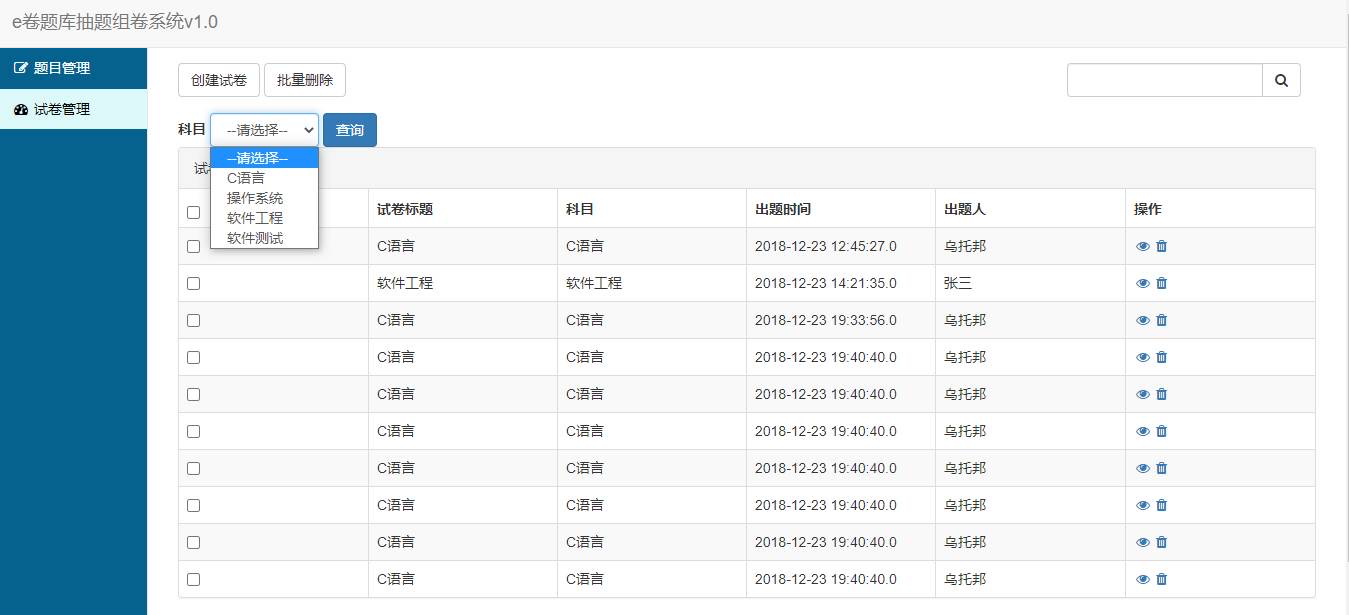 e卷题库抽题组卷系统v1.0
题目管理
试卷管理
创建试卷 批量删除
科目 --请选择-- 查询
--请选择--
C语言
操作系统
软件工程
软件测试
试卷标题 科目 出题时间 出题人 操作
C语言 C语言 2018-12-23 12:45:27.0 乌托邦
软件工程 软件工程 2018-12-23 14:21:35.0 张三
C语言 C语言 2018-12-23 19:33:56.0 乌托邦
C语言 C语言 2018-12-23 19:40:40.0 乌托邦
C语言 C语言 2018-12-23 19:40:40.0 乌托邦
C语言 C语言 2018-12-23 19:40:40.0 乌托邦
C语言 C语言 2018-12-23 19:40:40.0 乌托邦
C语言 C语言 2018-12-23 19:40:40.0 乌托邦
C语言 C语言 2018-12-23 19:40:40.0 乌托邦
C语言 C语言 2018-12-23 19:40:40.0 乌托邦